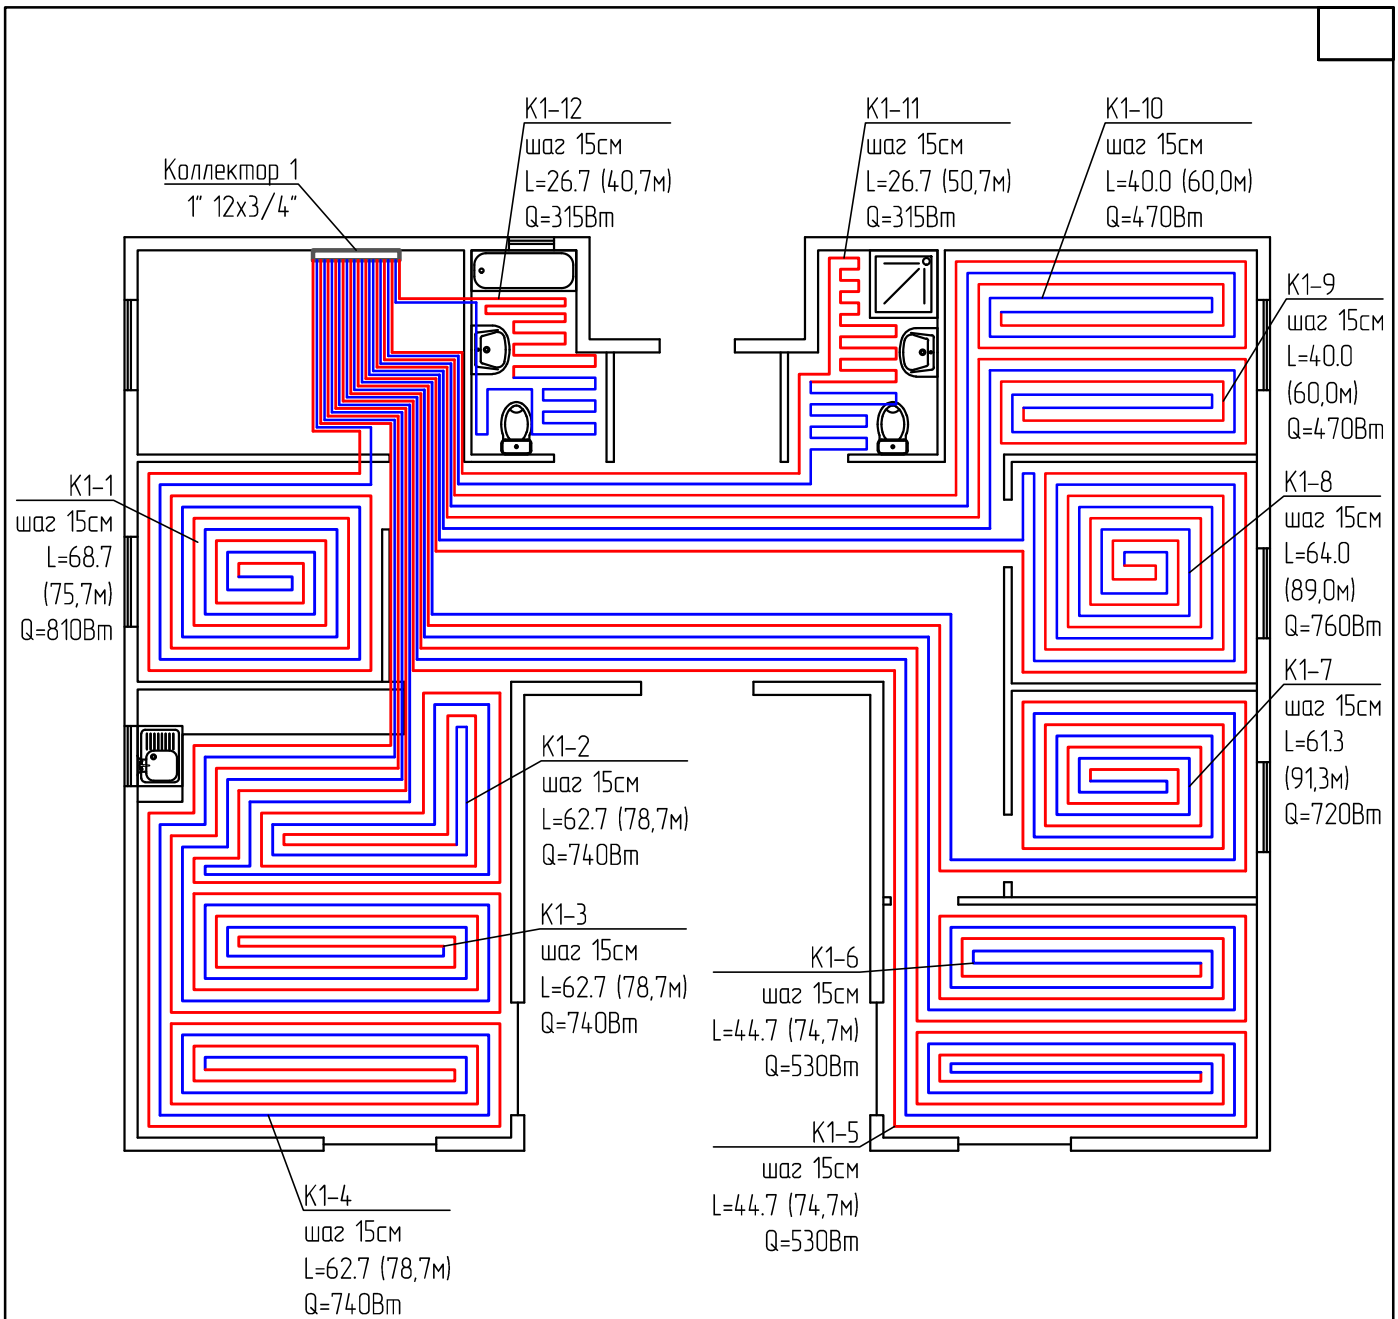 К1-12
шаг 15см
L=26.7 (40,7м)
Q=315Вт
К1-11
шаг 15см
L=26.7 (50,7м)
Q=315Вт
К1-10
шаг 15см
L=40.0 (60,0м)
Q=470Вт
Коллектор 1
1" 12х3/4"
К1-9
шаг 15см
L=40.0
(60,0м)
Q=470Вт
К1-1
шаг 15см
L=68.7
(75,7м)
Q=810Вт
К1-8
шаг 15см
L=64.0
(89,0м)
Q=760Вт
К1-7
шаг 15см
L=61.3
(91,3м)
Q=720Вт
К1-2
шаг 15см
L=62.7 (78,7м)
Q=740Вт
К1-3
шаг 15см
L=62.7 (78,7м)
Q=740Вт
К1-6
шаг 15см
L=44.7 (74,7м)
Q=530Вт
К1-5
шаг 15см
L=44.7 (74,7м)
Q=530Вт
К1-4
шаг 15см
L=62.7 (78,7м)
Q=740Вт